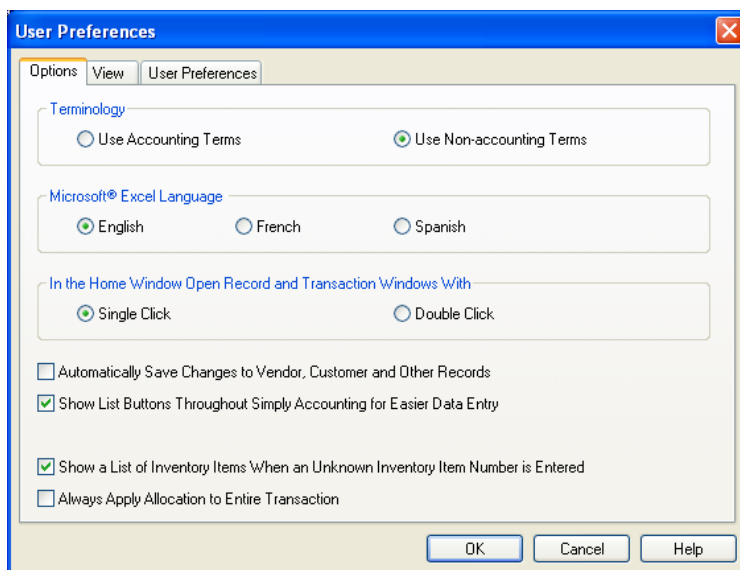 User Preferences
Options View User Preferences
Terminology
Use Accounting Terms Use Non-accounting Terms
Microsoft® Excel Language
English French Spanish
In the Home Window Open Record and Transaction Windows With
Single Click Double Click
Automatically Save Changes to Vendor, Customer and Other Records
Show List Buttons Throughout Simply Accounting for Easier Data Entry
Show a List of Inventory Items When an Unknown Inventory Item Number is Entered
Always Apply Allocation to Entire Transaction
OK Cancel Help